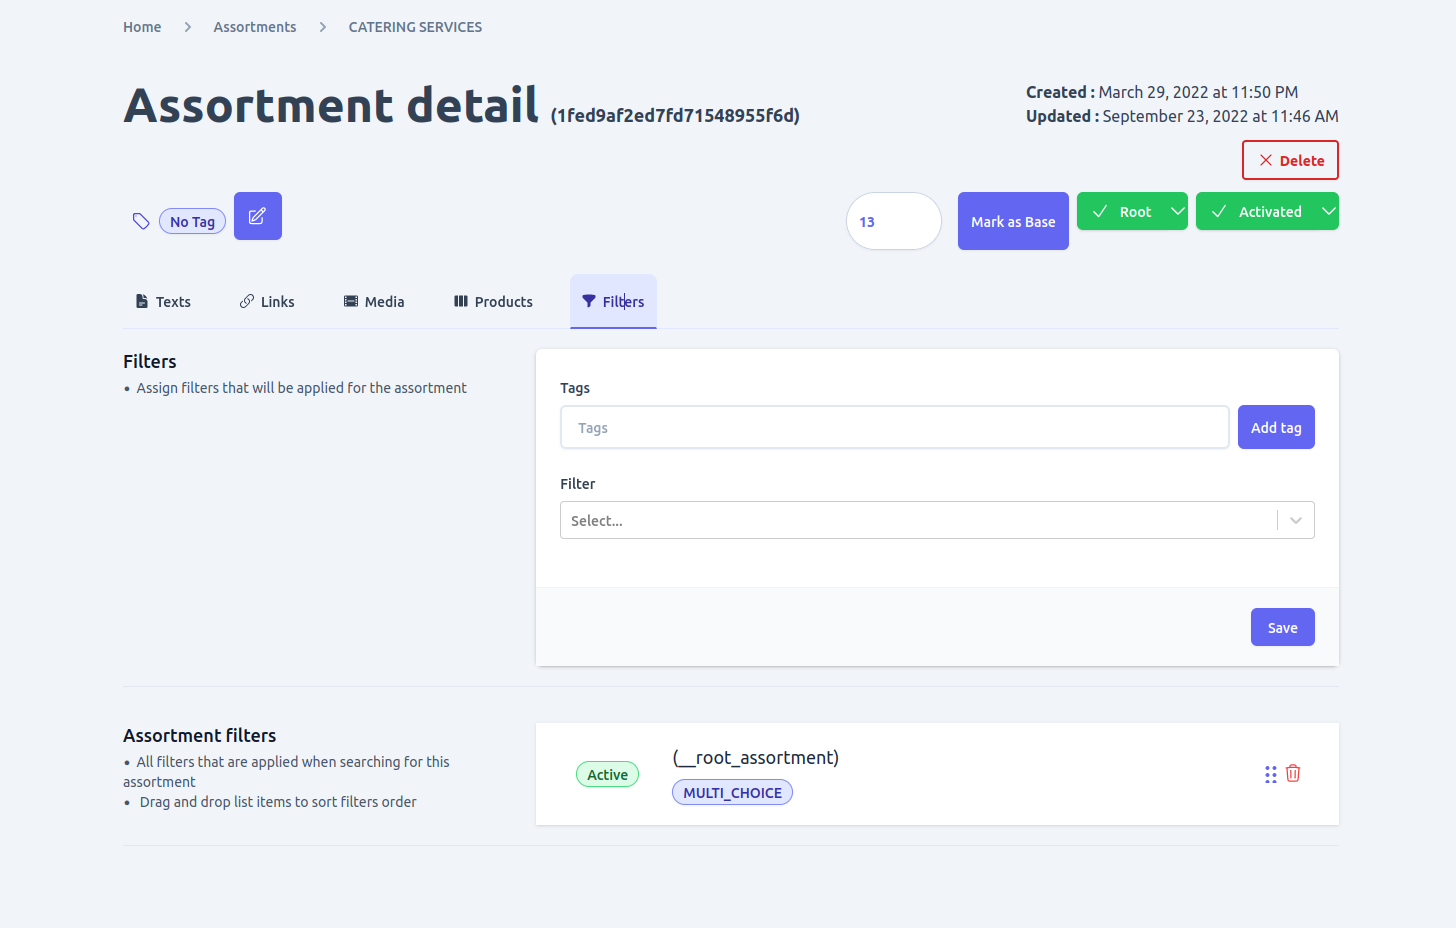 Home > Assortments > CATERING SERVICES
Assortment detail (1fed9af2ed7fd71548955f6d)
Created : March 29, 2022 at 11:50 PM
Updated : September 23, 2022 at 11:46 AM
Delete
No Tag
13
Mark as Base
Root
Activated
Texts
Links
Media
Products
Filters
Filters
• Assign filters that will be applied for the assortment
Tags
Tags
Add tag
Filter
Select...
Save
Assortment filters
• All filters that are applied when searching for this
assortment
• Drag and drop list items to sort filters order
Active
(__root_assortment)
MULTI_CHOICE